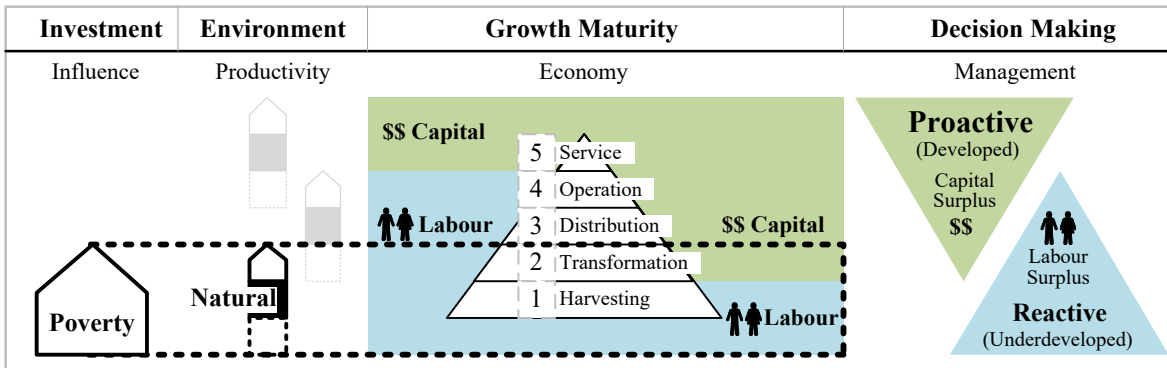 Investment
Environment
Growth Maturity
Decision Making
Influence
Productivity
Economy
Management
$$ Capital
5 Service
4 Operation
3 Distribution
2 Transformation
1 Harvesting
Labour
$$ Capital
Labour
Natural
Poverty
Proactive
(Developed)
Capital
Surplus
$$
Labour
Surplus
Reactive
(Underdeveloped)